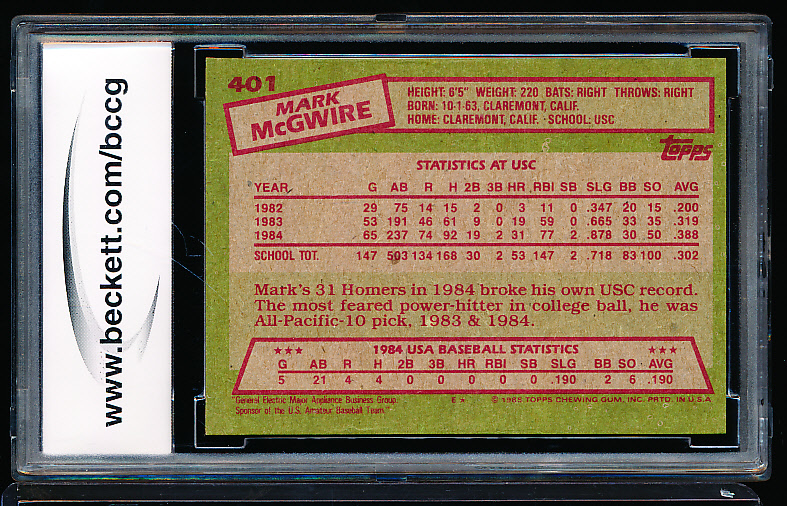 www.beckett.com/bccg
401
MARK
McGWIRE
HEIGHT: 6'5" WEIGHT: 220 BATS: RIGHT THROWS: RIGHT
BORN: 10-1-63, CLAREMONT, CALIF.
HOME: CLAREMONT, CALIF. · SCHOOL: USC
Topps
STATISTICS AT USC
YEAR G AB R H 2B 3B HR RBI SB SLG BB SO AVG
1982 29 75 14 15 2 0 3 11 0 .347 20 15 .200
1983 53 191 46 61 9 0 19 59 0 .665 33 35 .319
1984 65 237 74 92 19 2 31 77 2 .878 30 50 .388
SCHOOL TOT. 147 503 134 168 30 2 53 147 2 .718 83 100 .302
Mark's 31 Homers in 1984 broke his own USC record.
The most feared power-hitter in college ball, he was
All-Pacific-10 pick, 1983 & 1984.
★★★ 1984 USA BASEBALL STATISTICS ★★★
G AB R H 2B 3B HR RBI SB SLG BB SO AVG
5 21 4 4 0 0 0 0 0 .190 2 6 .190
"General Electric Major Appliance Business Group
Sponsor of the U.S. Amateur Baseball Team."
E★
© 1985 TOPPS CHEWING GUM, INC. PRTD. IN U.S.A